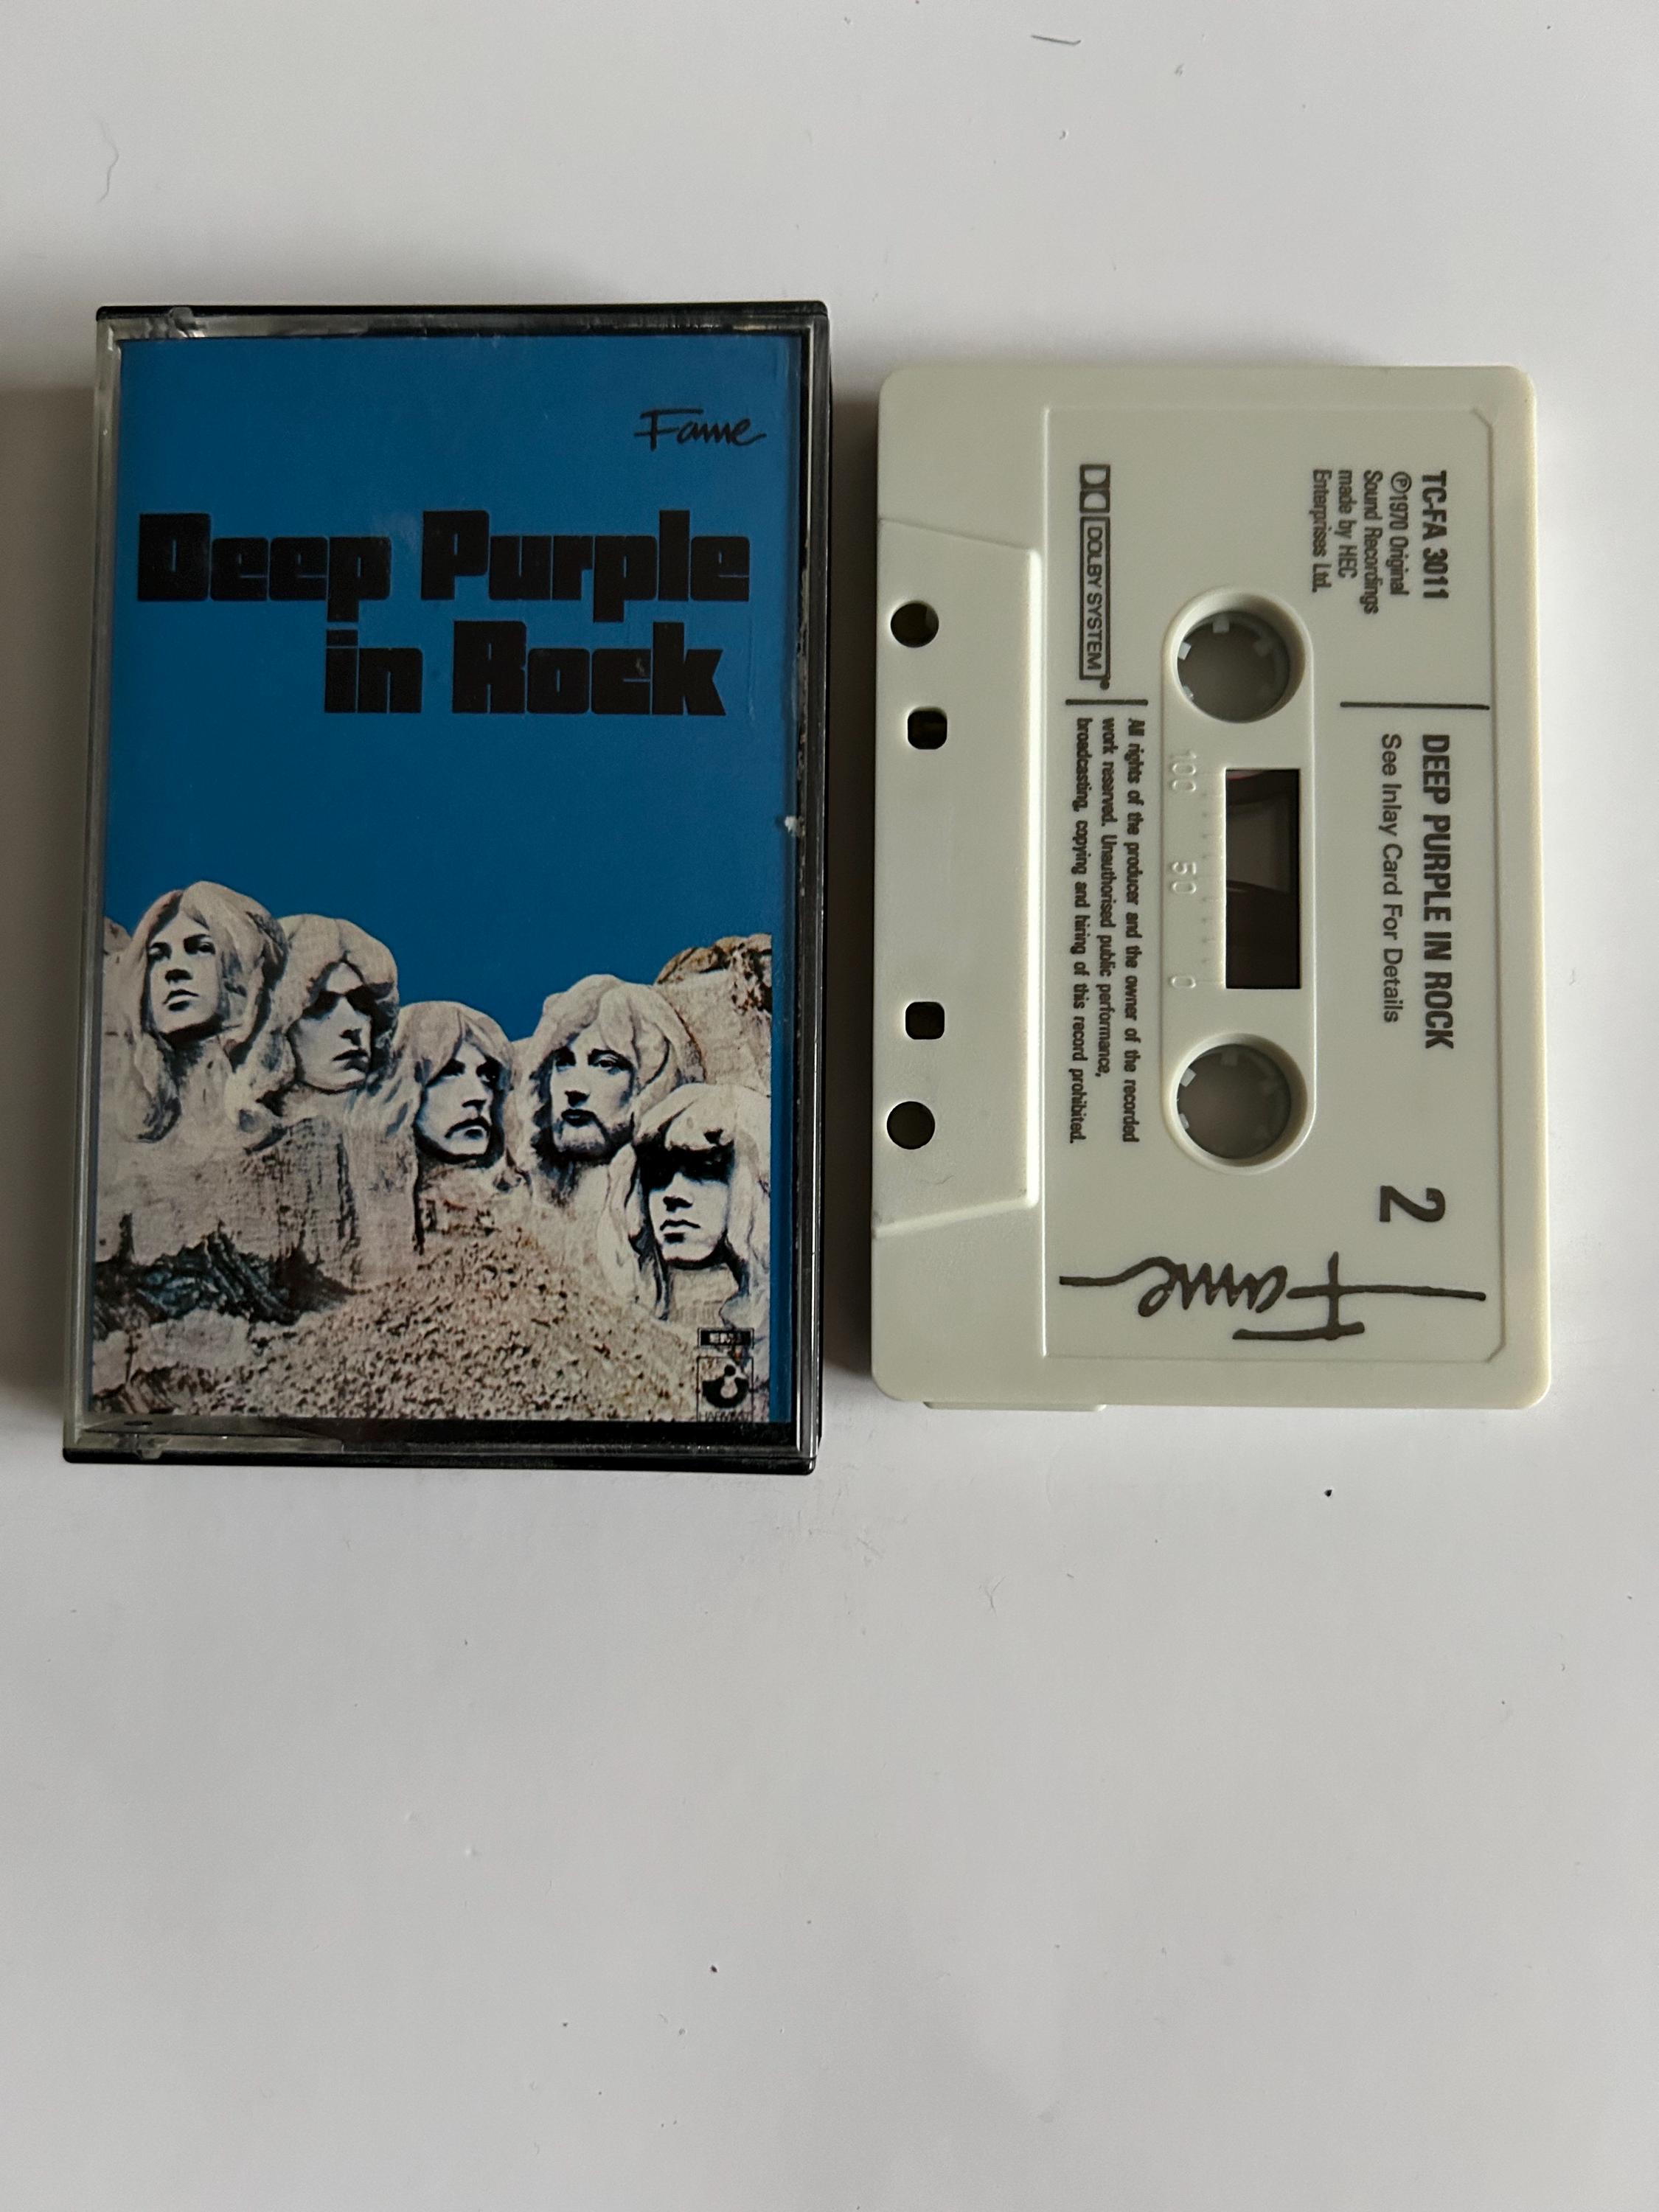 Fame
Deep Purple
in Rock
EMI
HARVEST
TC-FA 3011
℗1970 Original
Sound Recordings
made by HEC
Enterprises Ltd.
DEEP PURPLE IN ROCK
See Inlay Card For Details
2
Fame
100 50 0
DOLBY SYSTEM®
All rights of the producer and the owner of the recorded
work reserved. Unauthorised public performance,
broadcasting, copying and hiring of this record prohibited.